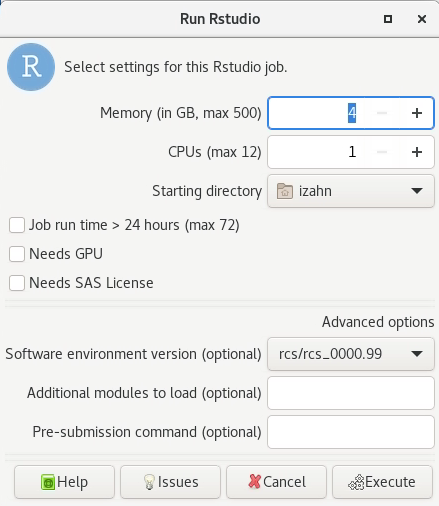 Run Rstudio
R Select settings for this Rstudio job.
Memory (in GB, max 500) 4
CPUs (max 12) 1
Starting directory izahn
Job run time > 24 hours (max 72)
Needs GPU
Needs SAS License
Advanced options
Software environment version (optional) rcs/rcs_0000.99
Additional modules to load (optional)
Pre-submission command (optional)
Help Issues Cancel Execute